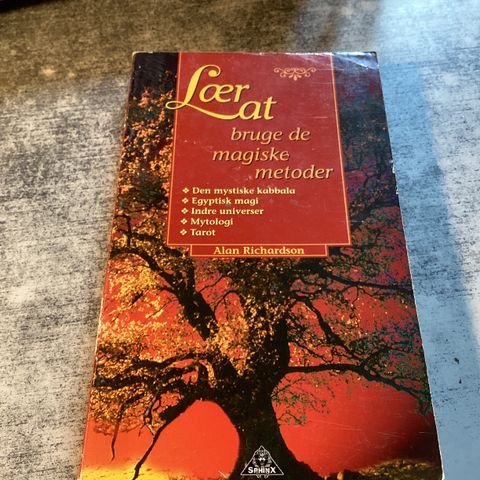 Lær
at
bruge de
magiske
metoder
❖ Den mystiske kabbala
❖ Egyptisk magi
❖ Indre universer
❖ Mytologi
❖ Tarot
Alan Richardson
SPHINX